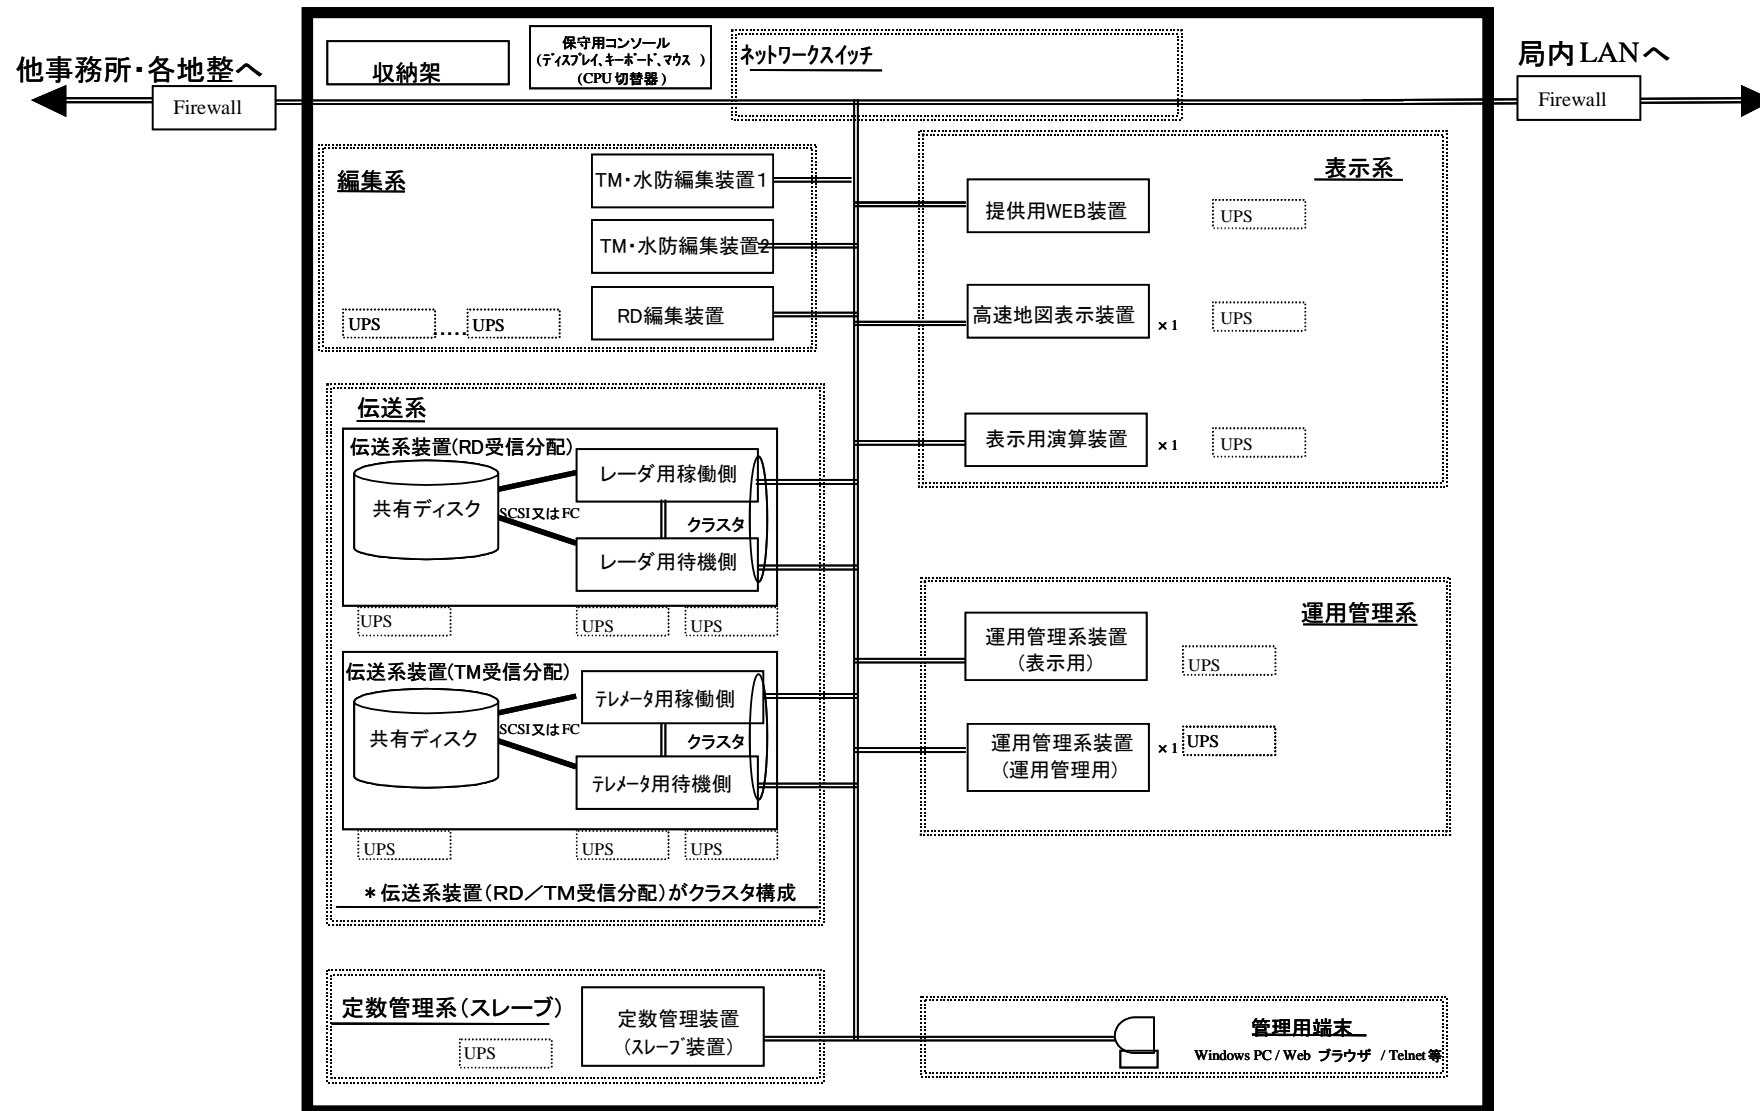 他事務所・各地整へ
Firewall
収納架
保守用コンソール
(ディスプレイ、キーボード、マウス )
(CPU切替器)
ネットワークスイッチ
局内LANへ
Firewall
編集系
TM・水防編集装置1
TM・水防編集装置2
RD編集装置
UPS
....
UPS
表示系
提供用WEB装置
UPS
高速地図表示装置
×1
UPS
表示用演算装置
×1
UPS
伝送系
伝送系装置(RD受信分配)
共有ディスク
SCSI又はFC
レーダ用稼働側
クラスタ
レーダ用待機側
UPS
UPS
UPS
伝送系装置(TM受信分配)
共有ディスク
SCSI又はFC
テレメータ用稼働側
クラスタ
テレメータ用待機側
UPS
UPS
UPS
*伝送系装置(RD/TM受信分配)がクラスタ構成
運用管理系
運用管理系装置
(表示用)
UPS
運用管理系装置
(運用管理用)
×1
UPS
定数管理系(スレーブ)
定数管理装置
(スレーブ装置)
UPS
管理用端末
Windows PC / Web ブラウザ / Telnet等